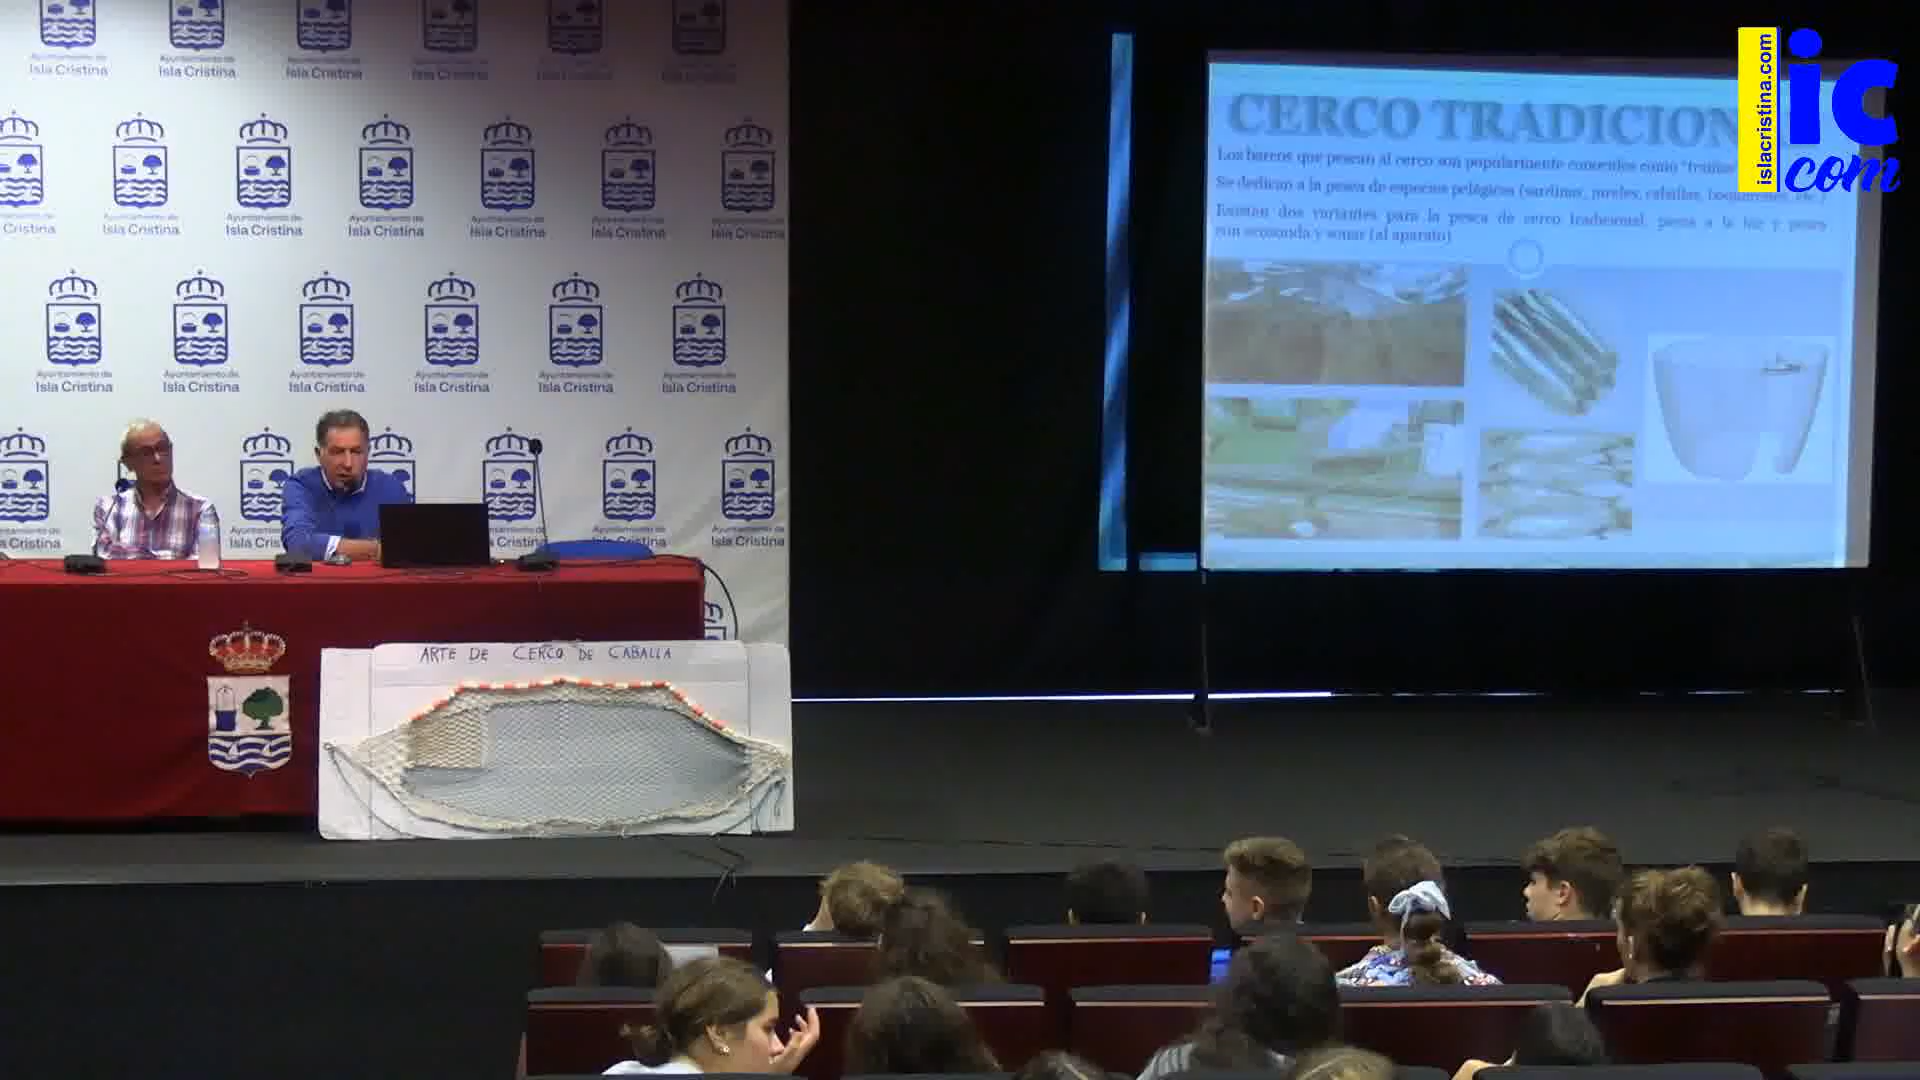 Ayuntamiento de
Isla Cristina
CERCO TRADICION
Los barcos que pescan al cerco son popularmente conocidos como
Se dedican a la pesca de especies pelágicas (sardinas, jureles, caballas, boquerones, etc.)
Existen dos variantes para la pesca de cerco tradicional, pesca a la luz y pesca
con ecosonda y sonar (al aparato)
islacristina.com
ic
com
ARTE DE CERCO DE CABALLA